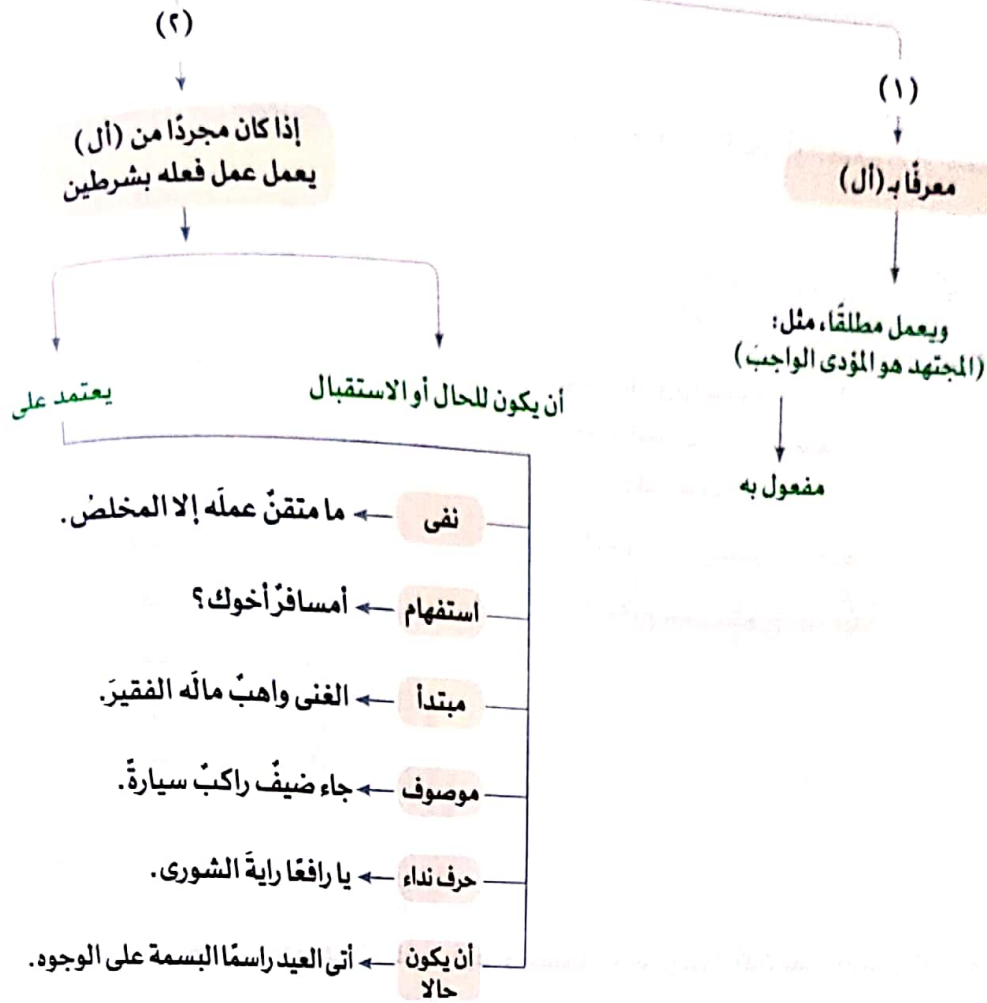 (١)
معرفًا بـ(أل)
ويعمل مطلقًا، مثل:
(المجتهد هو المؤدى الواجبَ)
مفعول به
(٢)
إذا كان مجردًا من (أل)
يعمل عمل فعله بشرطين
أن يكون للحال أو الاستقبال
يعتمد على
نفى ← ما متقنٌ عملَه إلا المخلصُ.
استفهام ← أمسافرٌ أخوك؟
مبتدأ ← الغنى واهبٌ مالَه الفقيرَ.
موصوف ← جاء ضيفٌ راكبٌ سيارةً.
حرف نداء ← يا رافعًا رايةَ الشورى.
أن يكون حالا ← أتى العيد راسمًا البسمة على الوجوه.